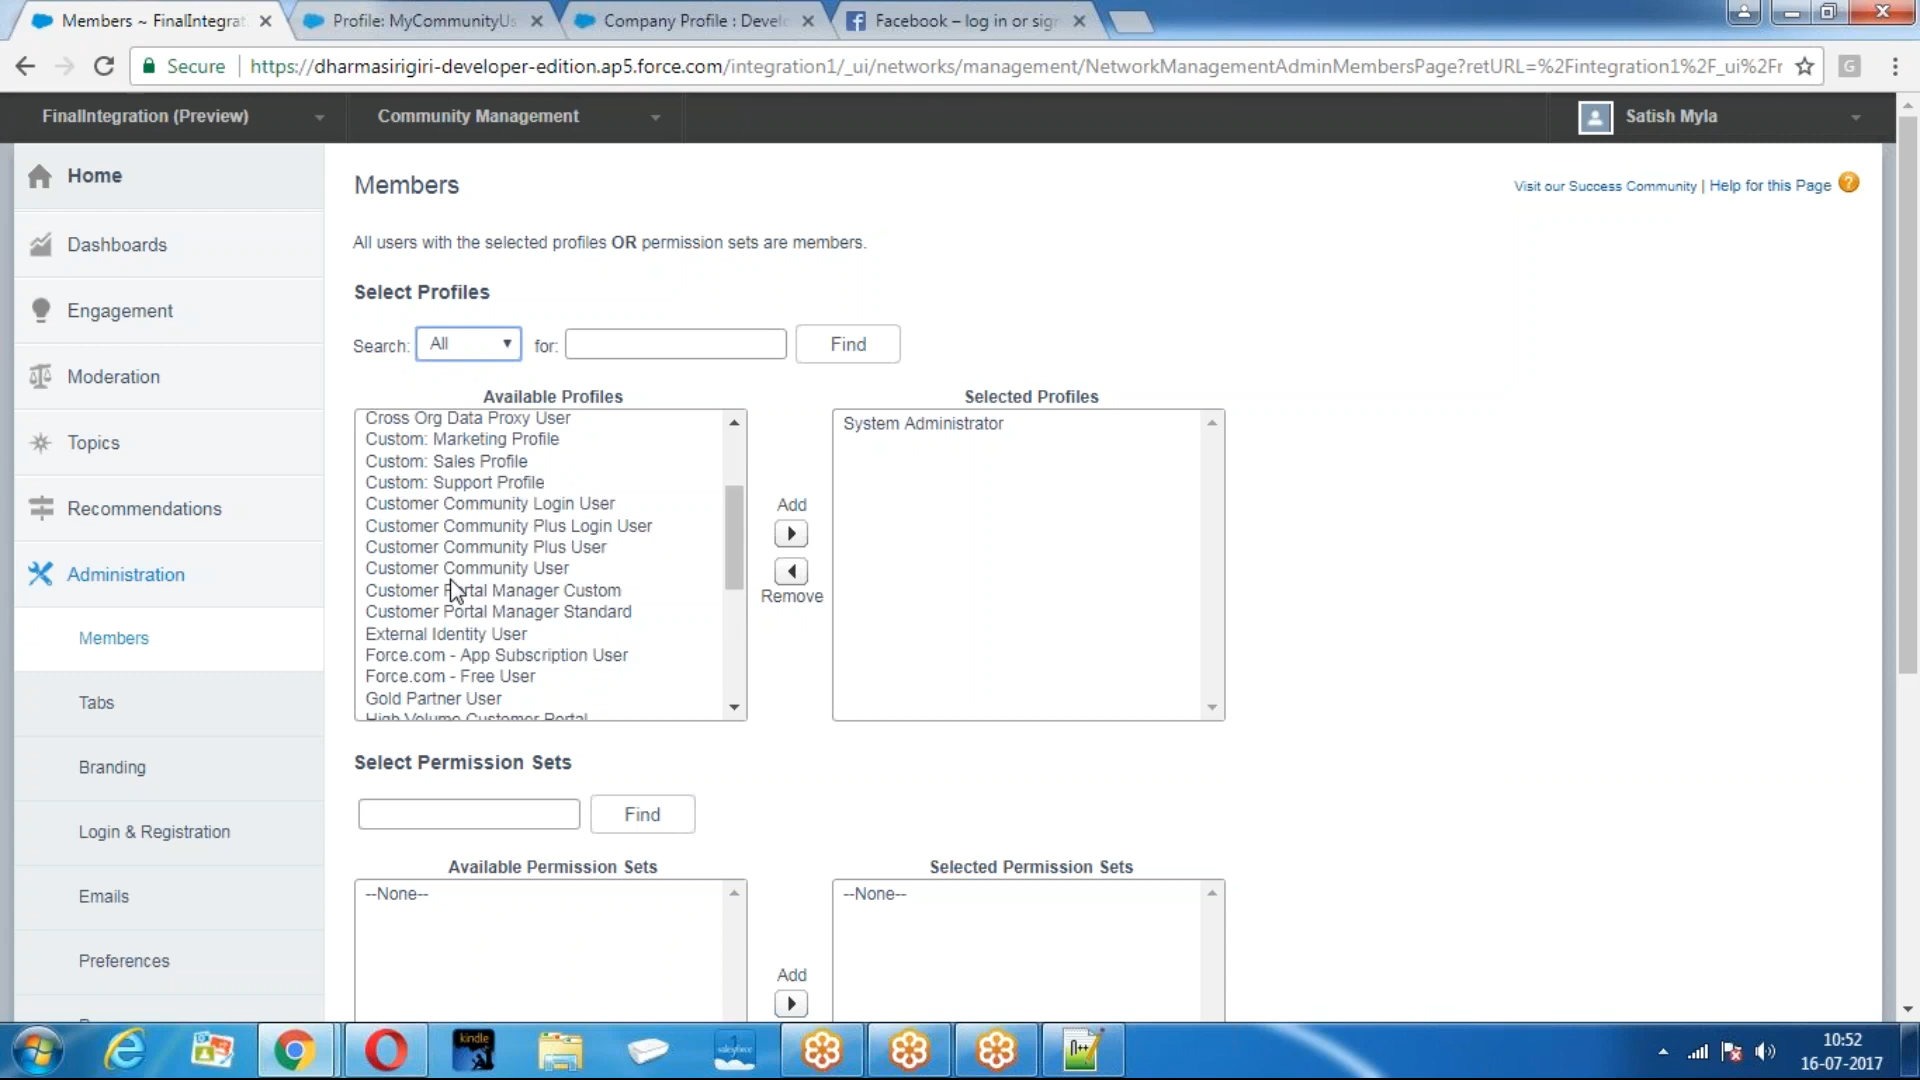 Members ~ FinalIntegrat
Profile: MyCommunityUs
Company Profile : Devel
Facebook – log in or sig
Secure
https://dharmasirigiri-developer-edition.ap5.force.com/integration1/_ui/networks/management/NetworkManagementAdminMembersPage?retURL=%2Fintegration1%2F_ui%2Fr
G
FinalIntegration (Preview)
Community Management
Satish Myla
Home
Dashboards
Engagement
Moderation
Topics
Recommendations
Administration
Members
Tabs
Branding
Login & Registration
Emails
Preferences
Members
Visit our Success Community | Help for this Page ?
All users with the selected profiles OR permission sets are members.
Select Profiles
Search: All for: Find
Available Profiles
Cross Org Data Proxy User
Custom: Marketing Profile
Custom: Sales Profile
Custom: Support Profile
Customer Community Login User
Customer Community Plus Login User
Customer Community Plus User
Customer Community User
Customer Portal Manager Custom
Customer Portal Manager Standard
External Identity User
Force.com - App Subscription User
Force.com - Free User
Gold Partner User
High Volume Customer Portal
Add
Remove
Selected Profiles
System Administrator
Select Permission Sets
Find
Available Permission Sets
--None--
Add
Selected Permission Sets
--None--
kindle
salesforce
10:52
16-07-2017